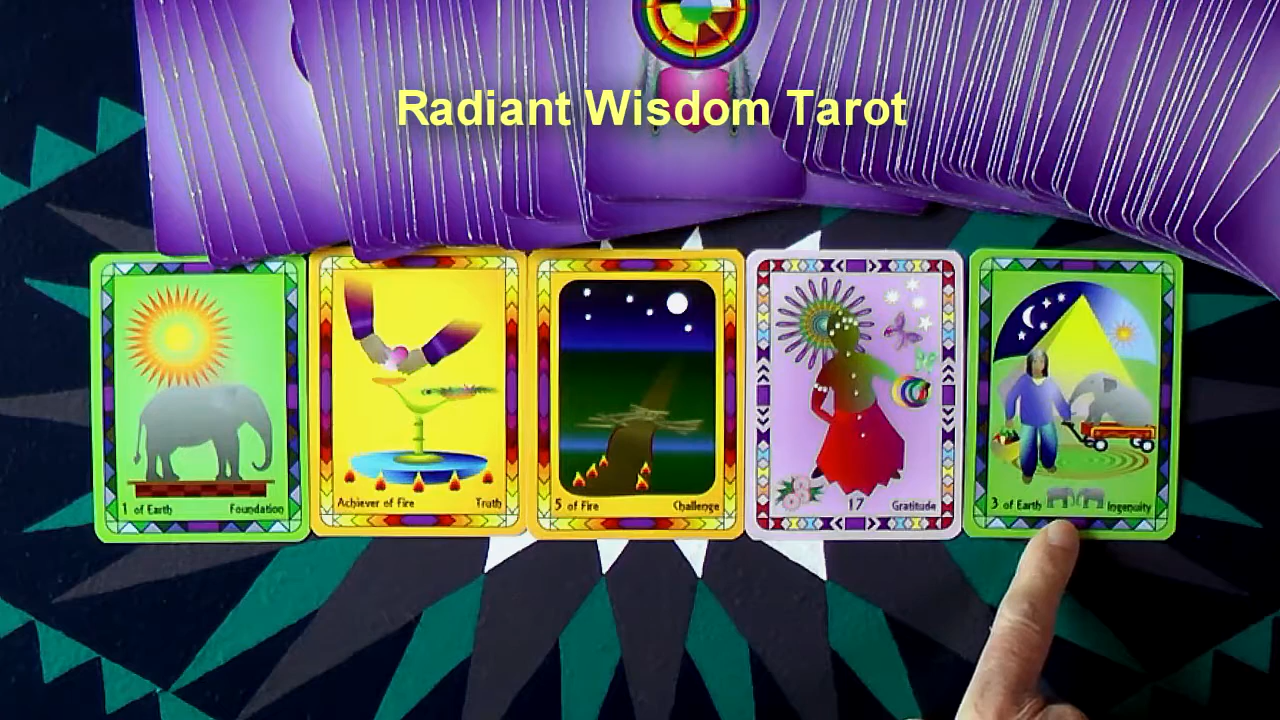 Radiant Wisdom Tarot
1 of Earth Foundation
Achiever of Fire Truth
5 of Fire Challenge
17 Gratitude
3 of Earth Ingenuity